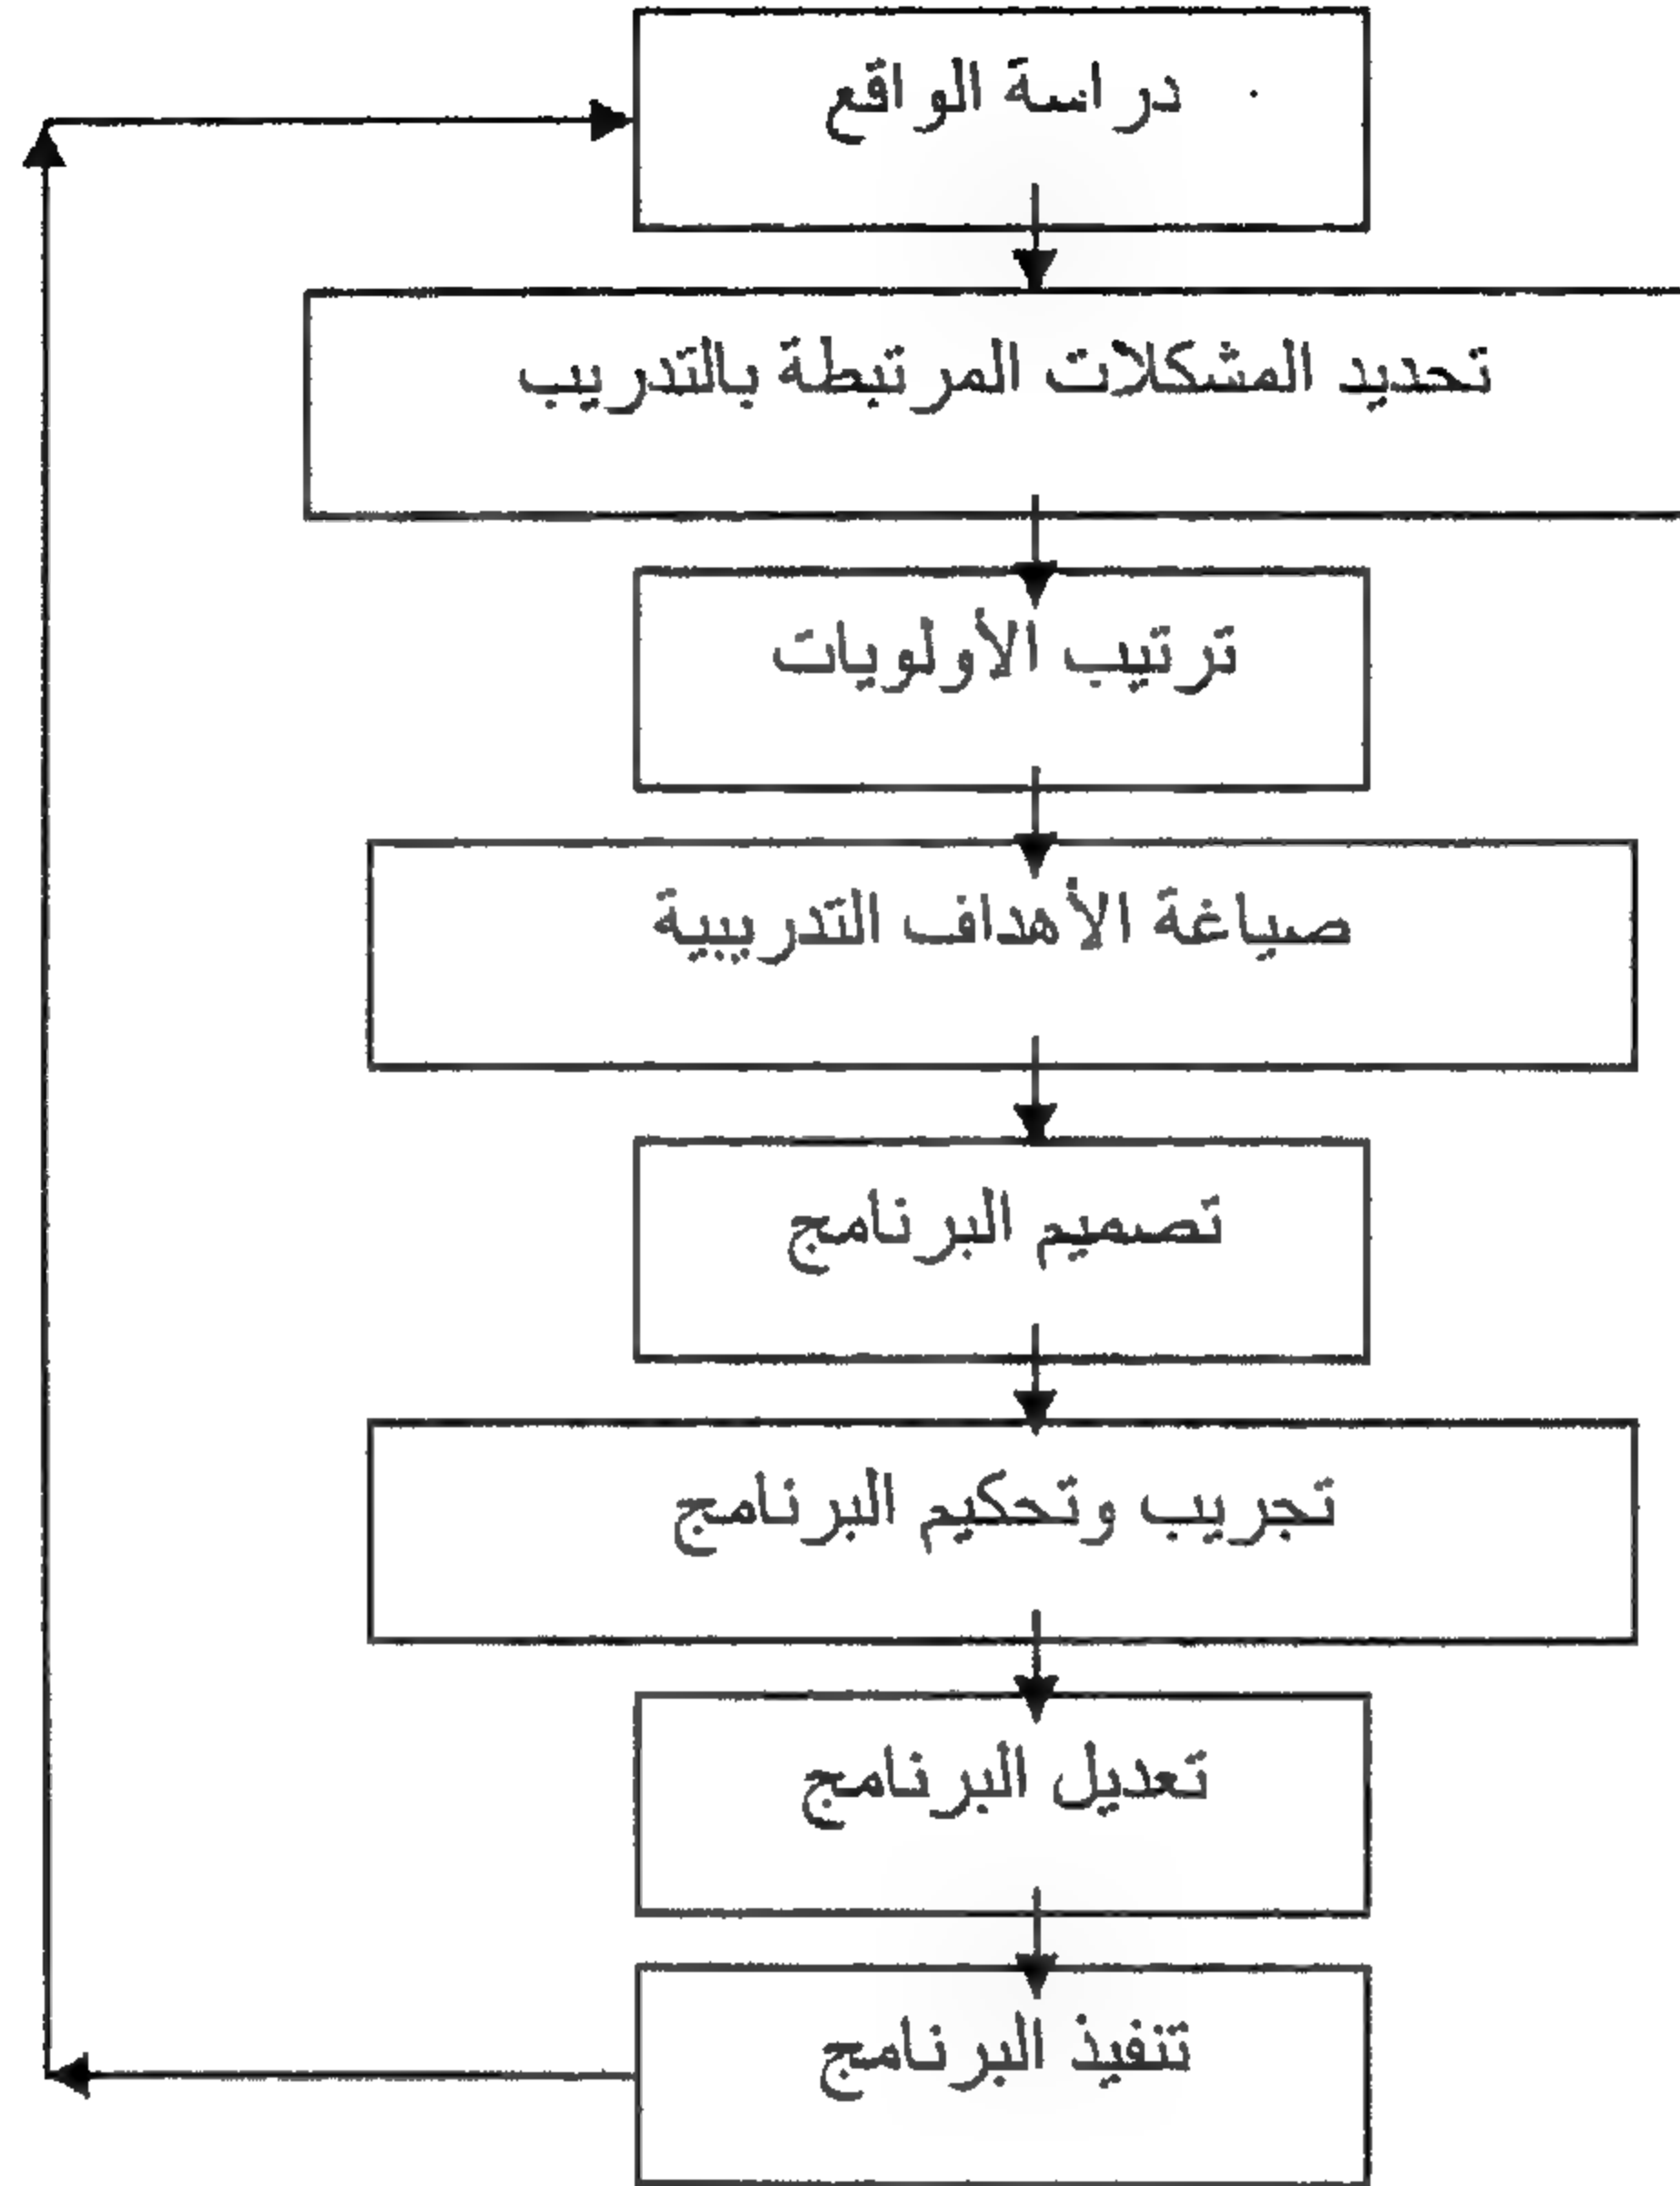 دراسة الواقع
تحديد المشكلات المرتبطة بالتدريب
ترتيب الأولويات
صياغة الأهداف التدريبية
تصميم البرنامج
تجريب وتحكيم البرنامج
تعديل البرنامج
تنفيذ البرنامج